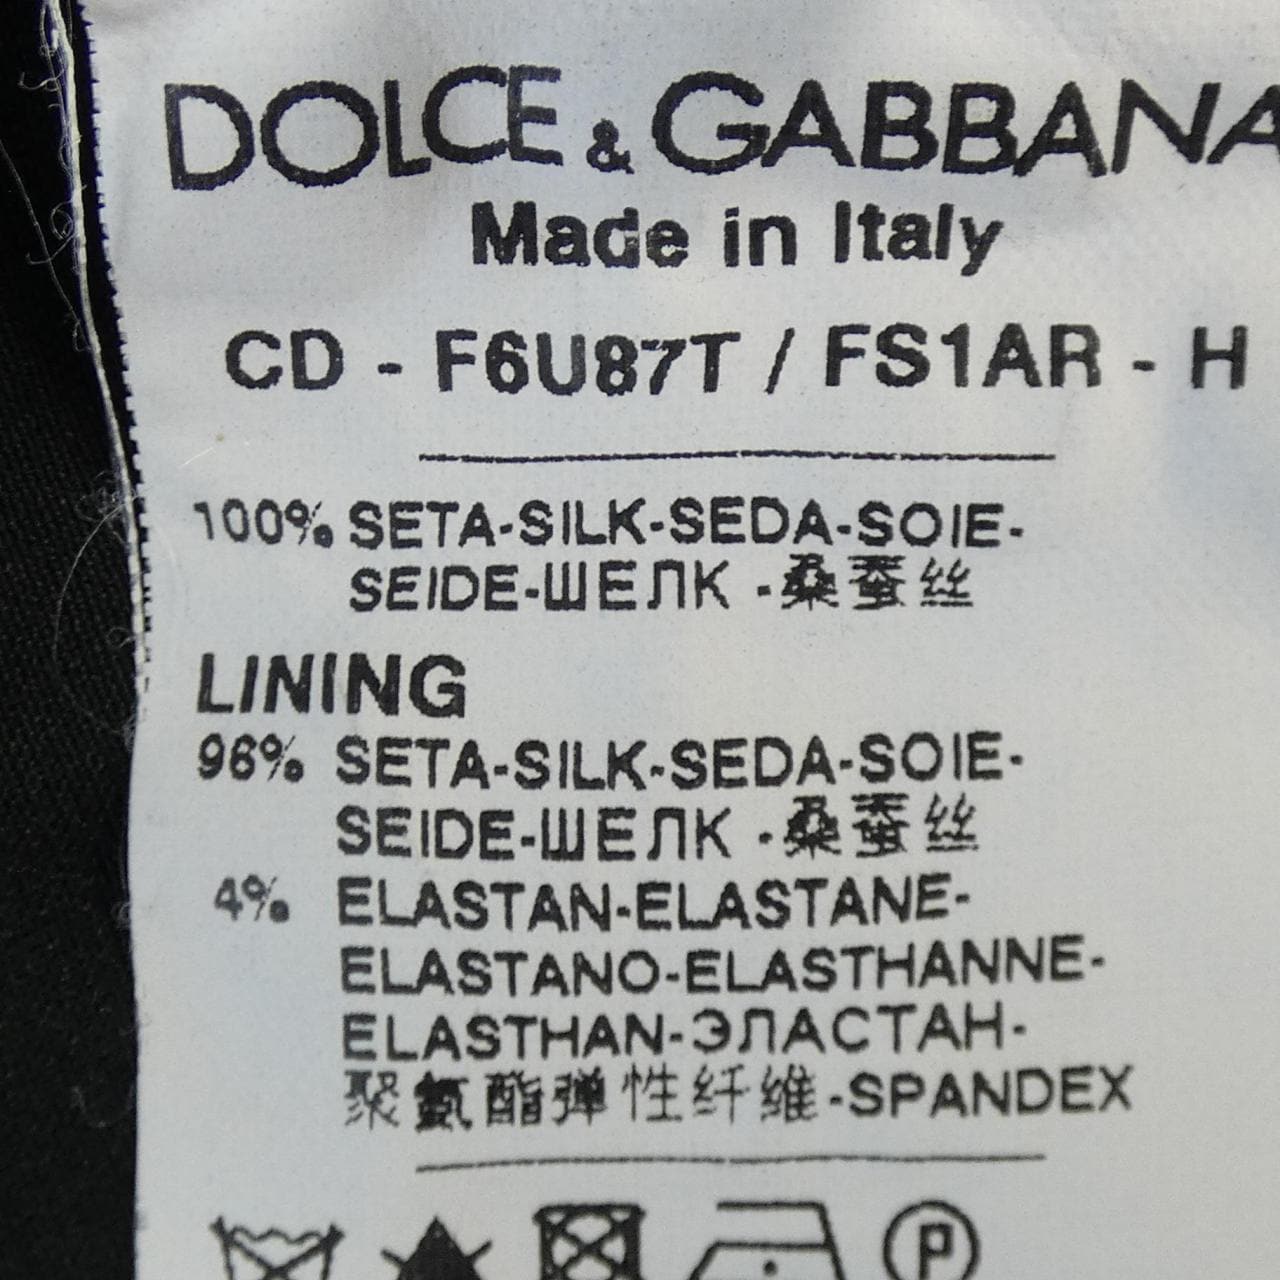 DOLCE & GABBANA
Made in Italy
CD - F6U87T / FS1AR - H
100% SETA-SILK-SEDA-SOIE-
SEIDE-ШЕЛК -桑蚕丝
LINING
96% SETA-SILK-SEDA-SOIE-
SEIDE-ШЕЛК -桑蚕丝
4% ELASTAN-ELASTANE-
ELASTANO-ELASTHANNE-
ELASTHAN-ЭЛАСТАН-
聚氨酯弹性纤维-SPANDEX
P